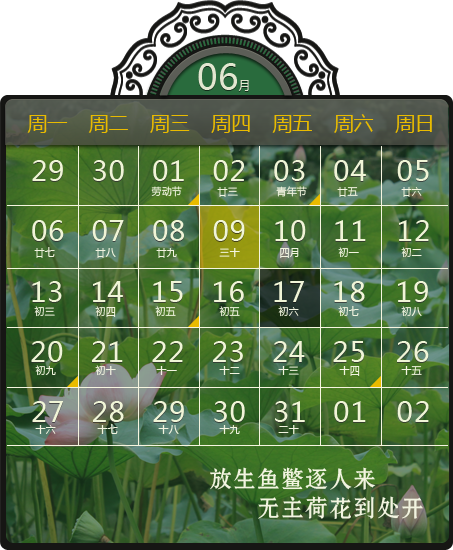 06月
周一 周二 周三 周四 周五 周六 周日
29 30 01 02 03 04 05
劳动节 廿三 青年节 廿五 廿六
06 07 08 09 10 11 12
廿七 廿八 廿九 三十 四月 初一 初二
13 14 15 16 17 18 19
初三 初四 初五 初五 初六 初七 初八
20 21 22 23 24 25 26
初九 初十 十一 十二 十三 十四 十五
27 28 29 30 31 01 02
十六 十七 十八 十九 二十
放生鱼鳖逐人来
无主荷花到处开